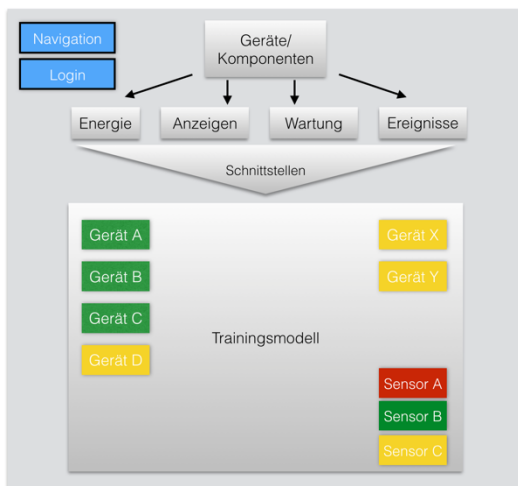 Navigation
Login
Geräte/
Komponenten
Energie
Anzeigen
Wartung
Ereignisse
Schnittstellen
Gerät A
Gerät B
Gerät C
Gerät D
Gerät X
Gerät Y
Trainingsmodell
Sensor A
Sensor B
Sensor C